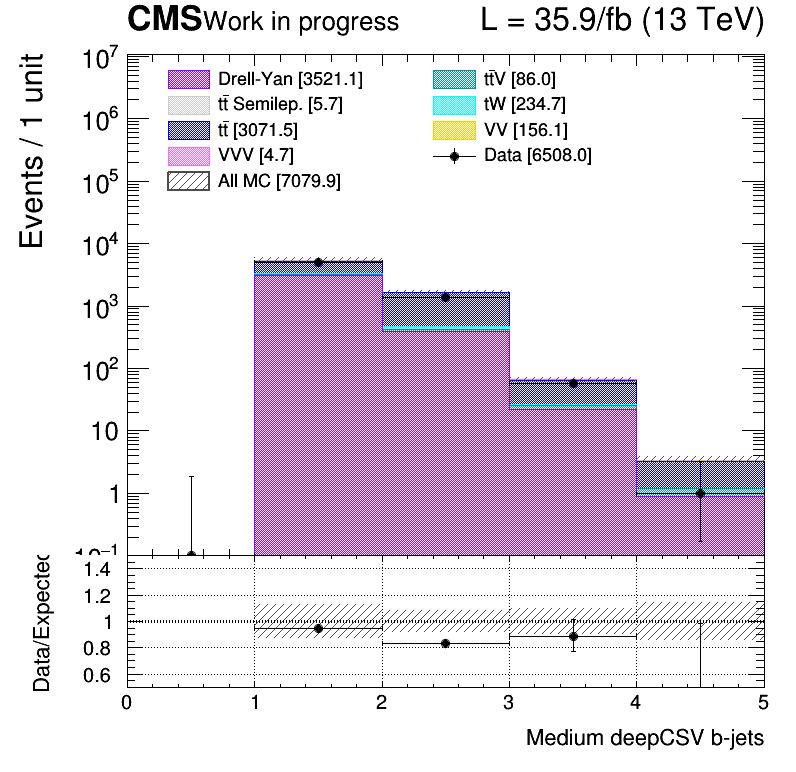 CMS Work in progress L = 35.9/fb (13 TeV)
Events / 1 unit
10⁷
10⁶
10⁵
10⁴
10³
10²
10
1
Drell-Yan [3521.1]
tt̄ Semilep. [5.7]
tt̄ [3071.5]
VVV [4.7]
All MC [7079.9]
tt̄V [86.0]
tW [234.7]
VV [156.1]
Data [6508.0]
Data/Expected
1.4
1.2
1
0.8
0.6
0 1 2 3 4 5
Medium deepCSV b-jets